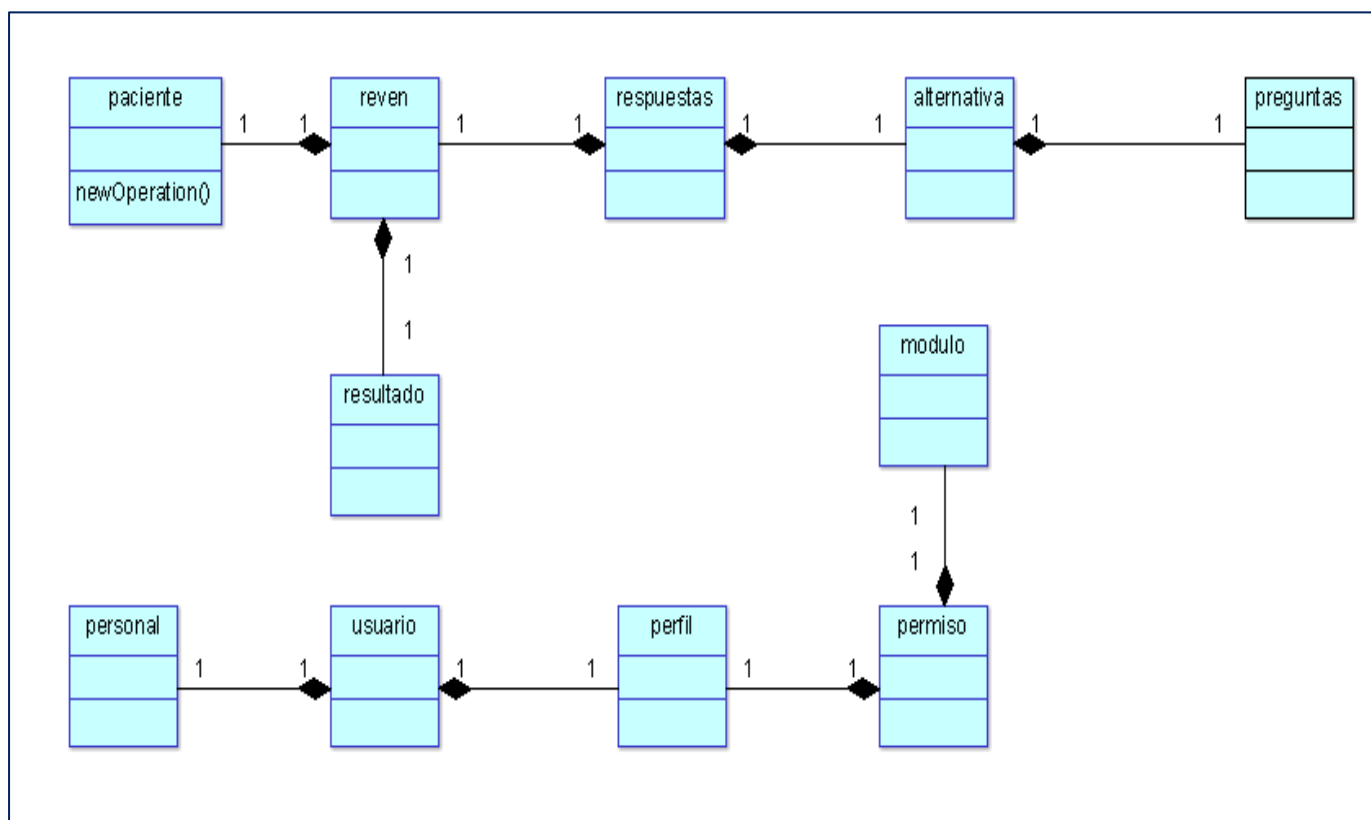 paciente
newOperation()
1
1
reven
1
1
respuestas
1
1
alternativa
1
1
preguntas
1
1
resultado
modulo
1
1
personal
1
1
usuario
1
1
perfil
1
1
permiso